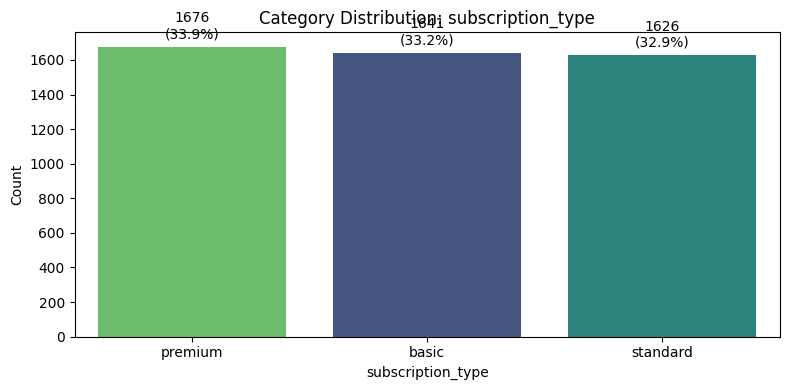 Category Distribution: subscription_type
1676
(33.9%)
1641
(33.2%)
1626
(32.9%)
Count
1600
1400
1200
1000
800
600
400
200
0
premium
basic
standard
subscription_type